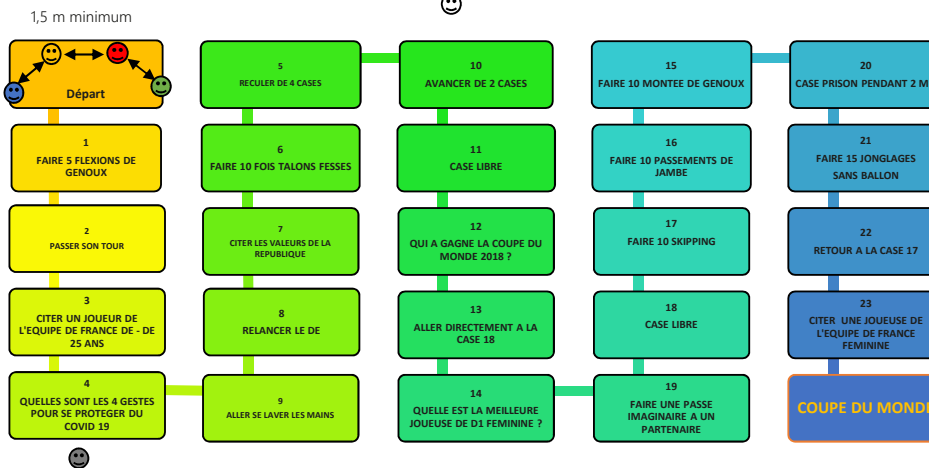 1,5 m minimum
Départ
1
FAIRE 5 FLEXIONS DE
GENOUX
2
PASSER SON TOUR
3
CITER UN JOUEUR DE
L'EQUIPE DE FRANCE DE - DE
25 ANS
4
QUELLES SONT LES 4 GESTES
POUR SE PROTEGER DU
COVID 19
5
RECULER DE 4 CASES
6
FAIRE 10 FOIS TALONS FESSES
7
CITER LES VALEURS DE LA
REPUBLIQUE
8
RELANCER LE DE
9
ALLER SE LAVER LES MAINS
10
AVANCER DE 2 CASES
11
CASE LIBRE
12
QUI A GAGNE LA COUPE DU
MONDE 2018 ?
13
ALLER DIRECTEMENT A LA
CASE 18
14
QUELLE EST LA MEILLEURE
JOUEUSE DE D1 FEMININE ?
15
FAIRE 10 MONTEE DE GENOUX
16
FAIRE 10 PASSEMENTS DE
JAMBE
17
FAIRE 10 SKIPPING
18
CASE LIBRE
19
FAIRE UNE PASSE
IMAGINAIRE A UN
PARTENAIRE
20
CASE PRISON PENDANT 2 M
21
FAIRE 15 JONGLAGES
SANS BALLON
22
RETOUR A LA CASE 17
23
CITER UNE JOUEUSE DE
L'EQUIPE DE FRANCE
FEMININE
COUPE DU MONDE